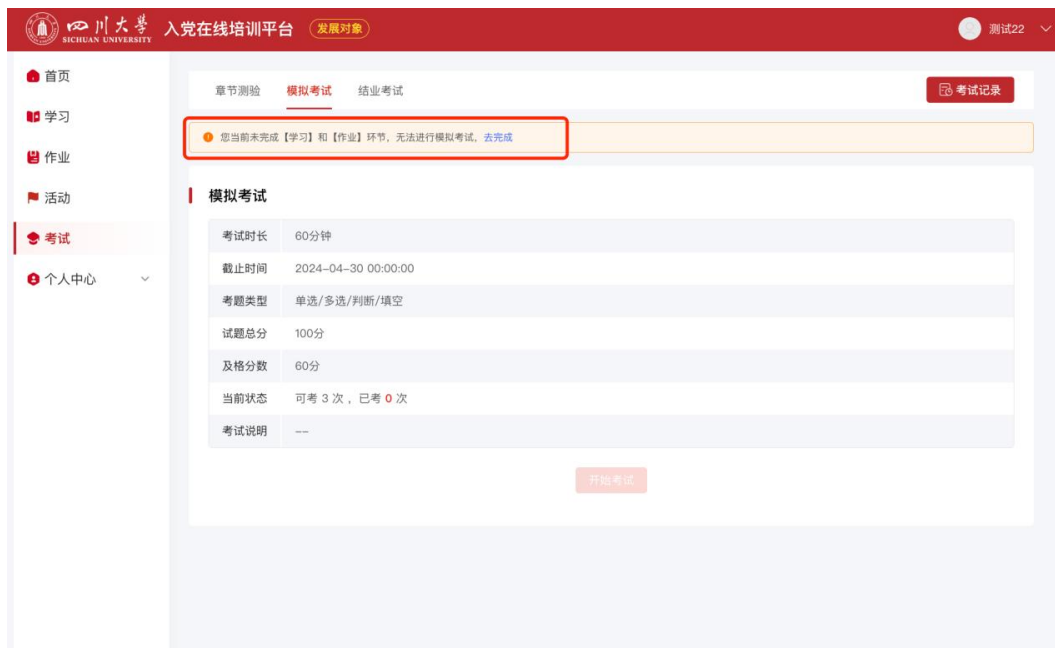 四川大学 入党在线培训平台 发展对象 测试22
SICHUAN UNIVERSITY
首页
学习
作业
活动
考试
个人中心
章节测验 模拟考试 结业考试 考试记录
您当前未完成【学习】和【作业】环节，无法进行模拟考试，去完成
模拟考试
考试时长 60分钟
截止时间 2024-04-30 00:00:00
考题类型 单选/多选/判断/填空
试题总分 100分
及格分数 60分
当前状态 可考 3 次 ，已考 0 次
考试说明 --
开始考试